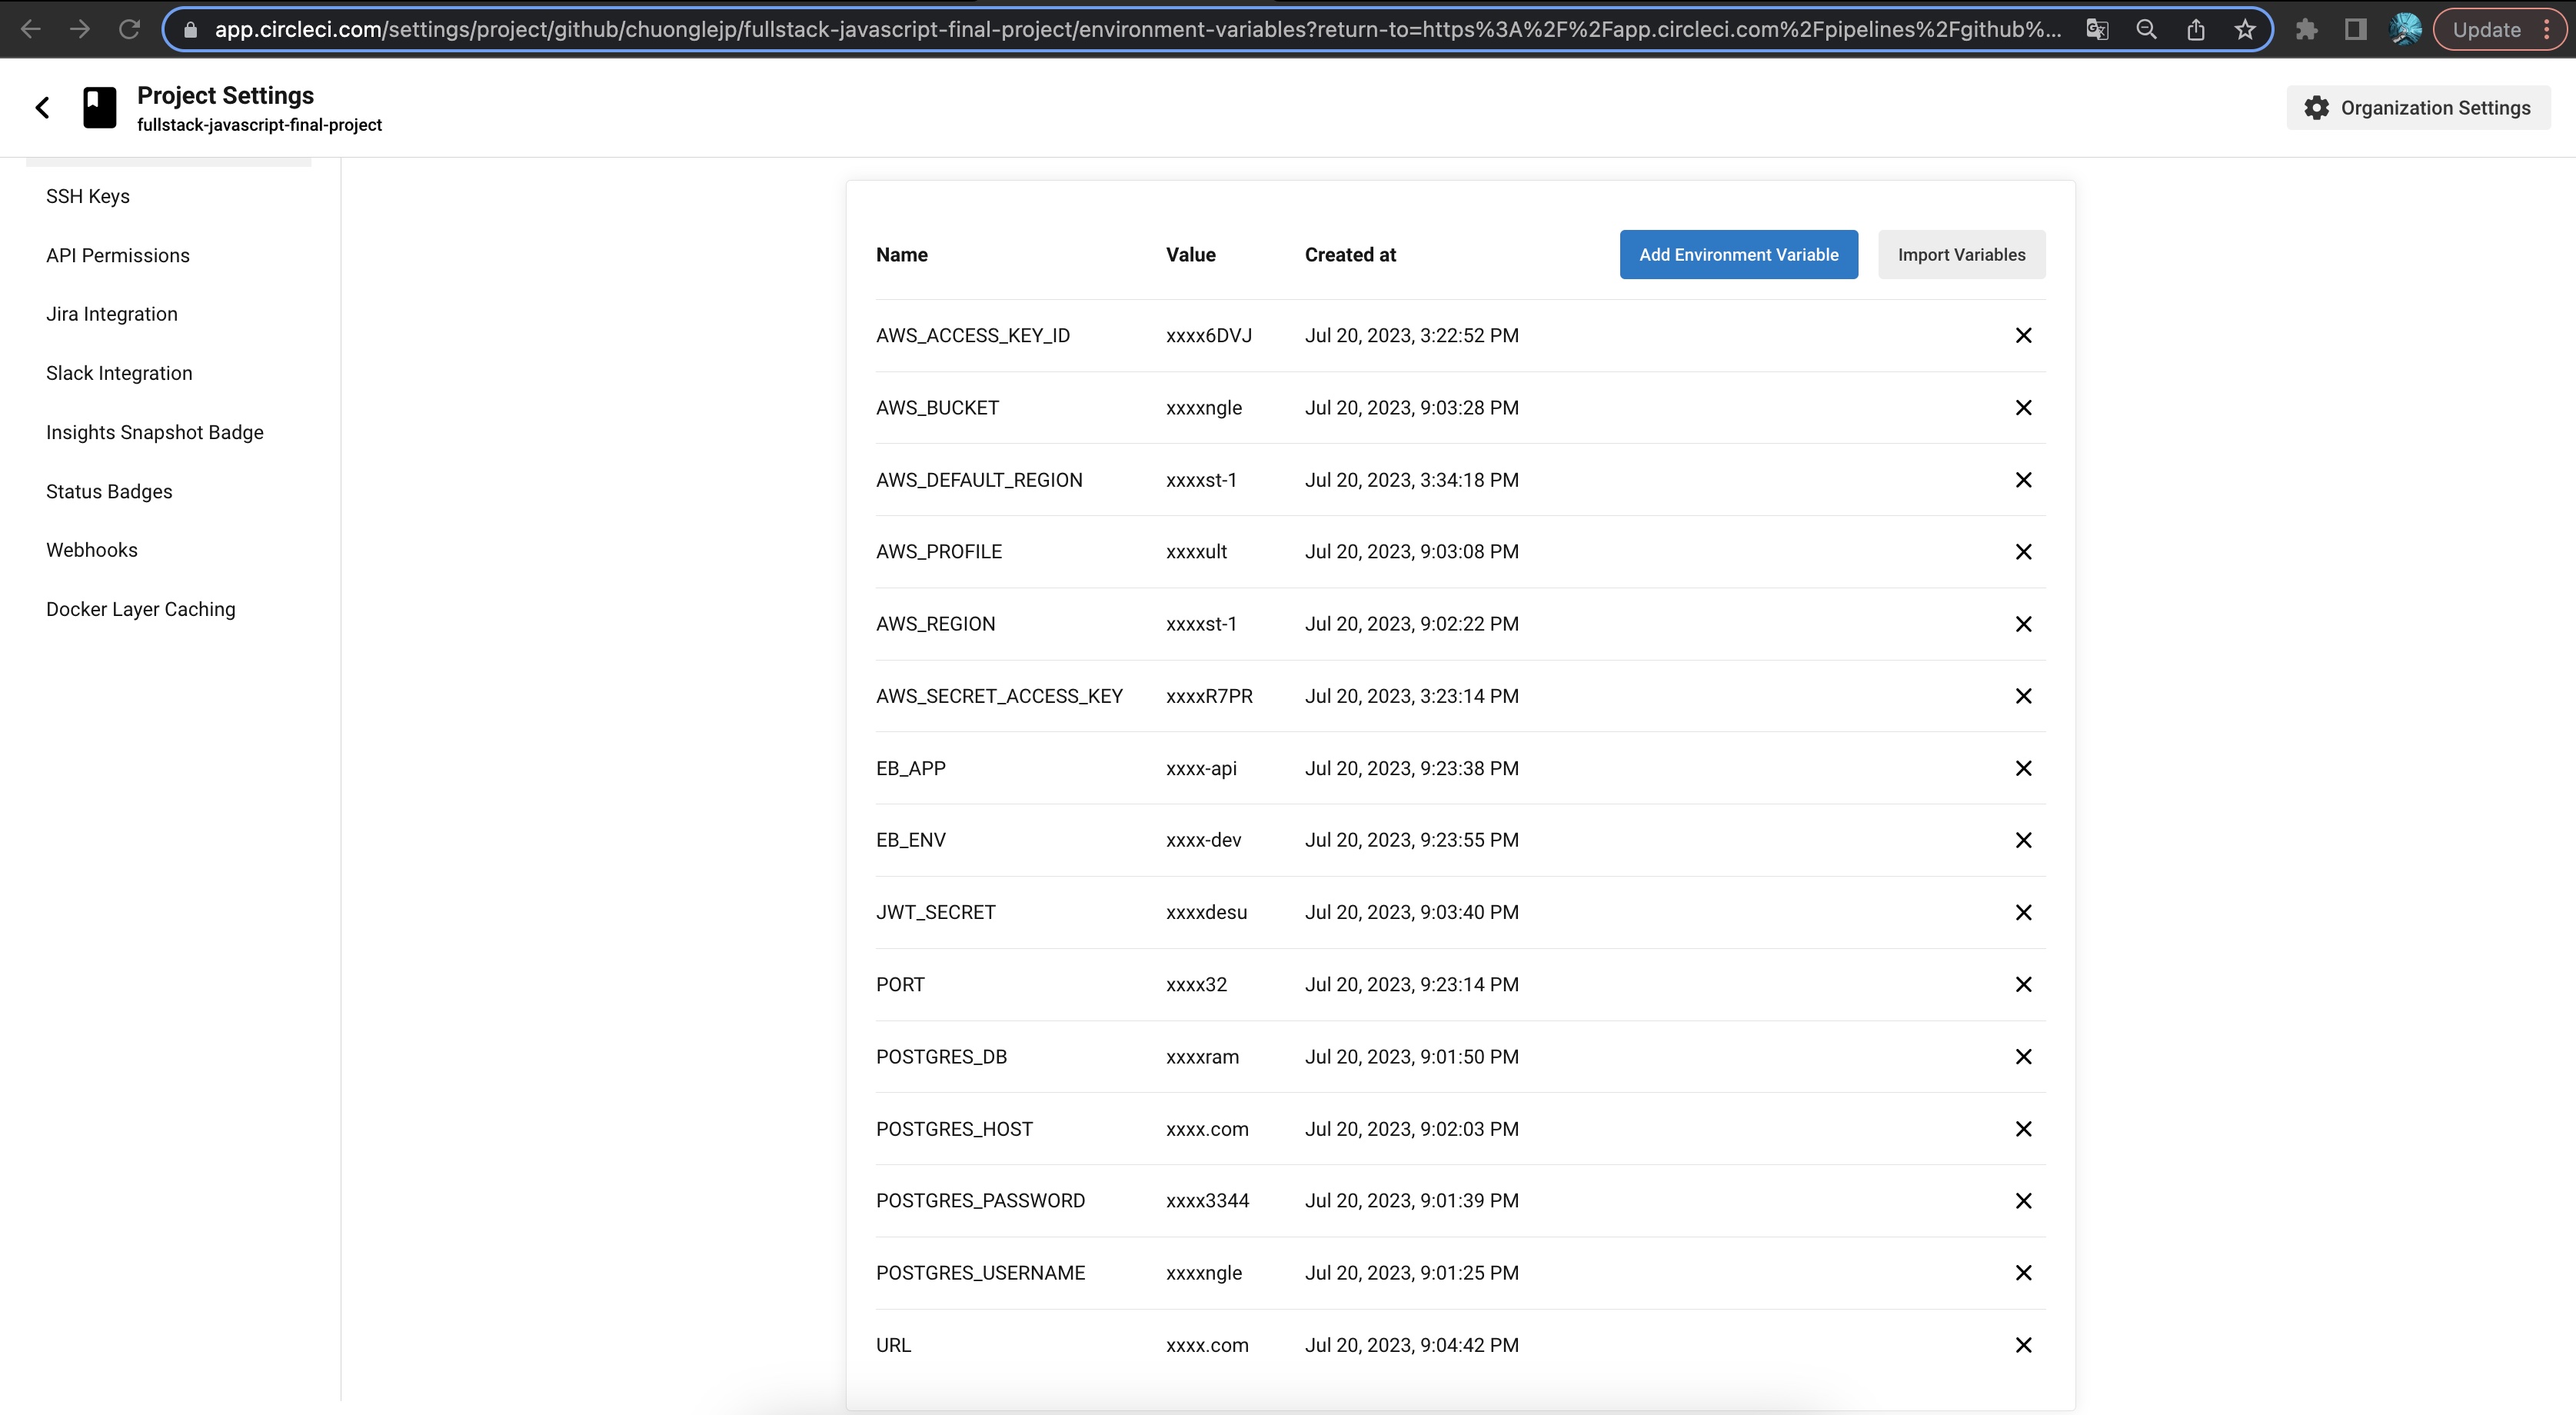 app.circleci.com/settings/project/github/chuonglejp/fullstack-javascript-final-project/environment-variables?return-to=https%3A%2F%2Fapp.circleci.com%2Fpipelines%2Fgithub%...
Update
Project Settings
fullstack-javascript-final-project
Organization Settings
SSH Keys
API Permissions
Jira Integration
Slack Integration
Insights Snapshot Badge
Status Badges
Webhooks
Docker Layer Caching
Name Value Created at Add Environment Variable Import Variables
AWS_ACCESS_KEY_ID xxxx6DVJ Jul 20, 2023, 3:22:52 PM
AWS_BUCKET xxxxngle Jul 20, 2023, 9:03:28 PM
AWS_DEFAULT_REGION xxxxst-1 Jul 20, 2023, 3:34:18 PM
AWS_PROFILE xxxxult Jul 20, 2023, 9:03:08 PM
AWS_REGION xxxxst-1 Jul 20, 2023, 9:02:22 PM
AWS_SECRET_ACCESS_KEY xxxxR7PR Jul 20, 2023, 3:23:14 PM
EB_APP xxxx-api Jul 20, 2023, 9:23:38 PM
EB_ENV xxxx-dev Jul 20, 2023, 9:23:55 PM
JWT_SECRET xxxxdesu Jul 20, 2023, 9:03:40 PM
PORT xxxx32 Jul 20, 2023, 9:23:14 PM
POSTGRES_DB xxxxram Jul 20, 2023, 9:01:50 PM
POSTGRES_HOST xxxx.com Jul 20, 2023, 9:02:03 PM
POSTGRES_PASSWORD xxxx3344 Jul 20, 2023, 9:01:39 PM
POSTGRES_USERNAME xxxxngle Jul 20, 2023, 9:01:25 PM
URL xxxx.com Jul 20, 2023, 9:04:42 PM